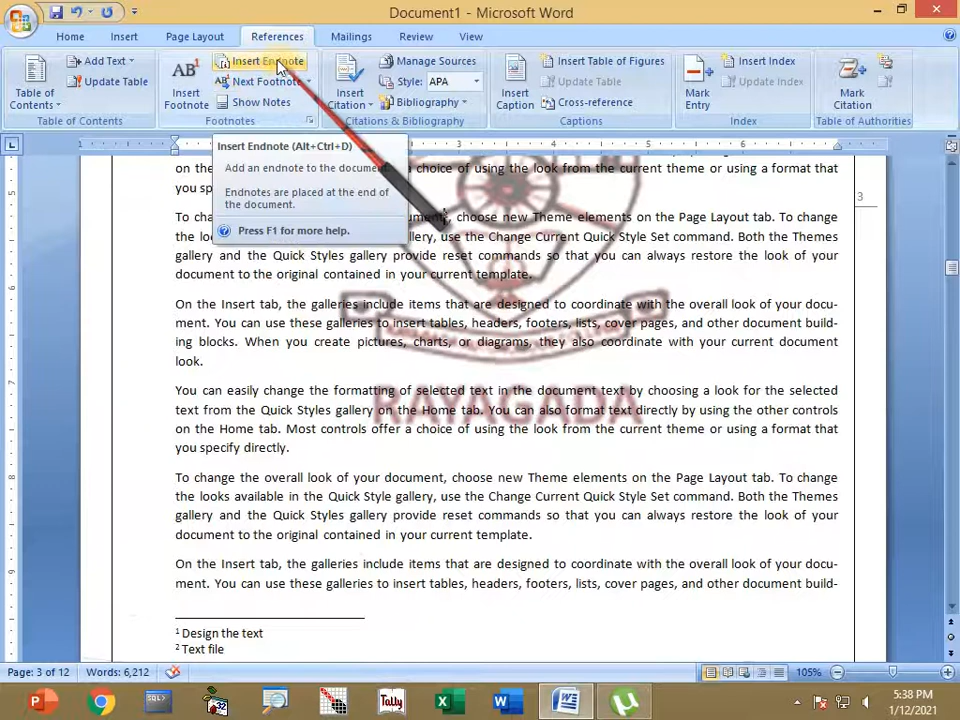 Document1 - Microsoft Word
Home Insert Page Layout References Mailings Review View
Add Text Insert Endnote Manage Sources Insert Table of Figures Insert Index
Update Table Next Footnote Style: APA Update Table Update Index
Table of Contents Insert Footnote Show Notes Insert Citation Bibliography Insert Caption Cross-reference Mark Entry Mark Citation
Table of Contents Footnotes Citations & Bibliography Captions Index Table of Authorities
Insert Endnote (Alt+Ctrl+D)
Add an endnote to the document.
Endnotes are placed at the end of
the document.
Press F1 for more help.
on the choice of using the look from the current theme or using a format that
you sp
3
To cha choose new Theme elements on the Page Layout tab. To change
the lo llery, use the Change Current Quick Style Set command. Both the Themes
gallery and the Quick Styles gallery provide reset commands so that you can always restore the look of your
document to the original contained in your current template.
On the Insert tab, the galleries include items that are designed to coordinate with the overall look of your docu-
ment. You can use these galleries to insert tables, headers, footers, lists, cover pages, and other document build-
ing blocks. When you create pictures, charts, or diagrams, they also coordinate with your current document
look.
You can easily change the formatting of selected text in the document text by choosing a look for the selected
text from the Quick Styles gallery on the Home tab. You can also format text directly by using the other controls
on the Home tab. Most controls offer a choice of using the look from the current theme or using a format that
you specify directly.
RAYAGADA
To change the overall look of your document, choose new Theme elements on the Page Layout tab. To change
the looks available in the Quick Style gallery, use the Change Current Quick Style Set command. Both the Themes
gallery and the Quick Styles gallery provide reset commands so that you can always restore the look of your
document to the original contained in your current template.
On the Insert tab, the galleries include items that are designed to coordinate with the overall look of your docu-
ment. You can use these galleries to insert tables, headers, footers, lists, cover pages, and other document build-
1 Design the text
2 Text file
Page: 3 of 12 Words: 6,212 105%
Tally
5:38 PM
1/12/2021